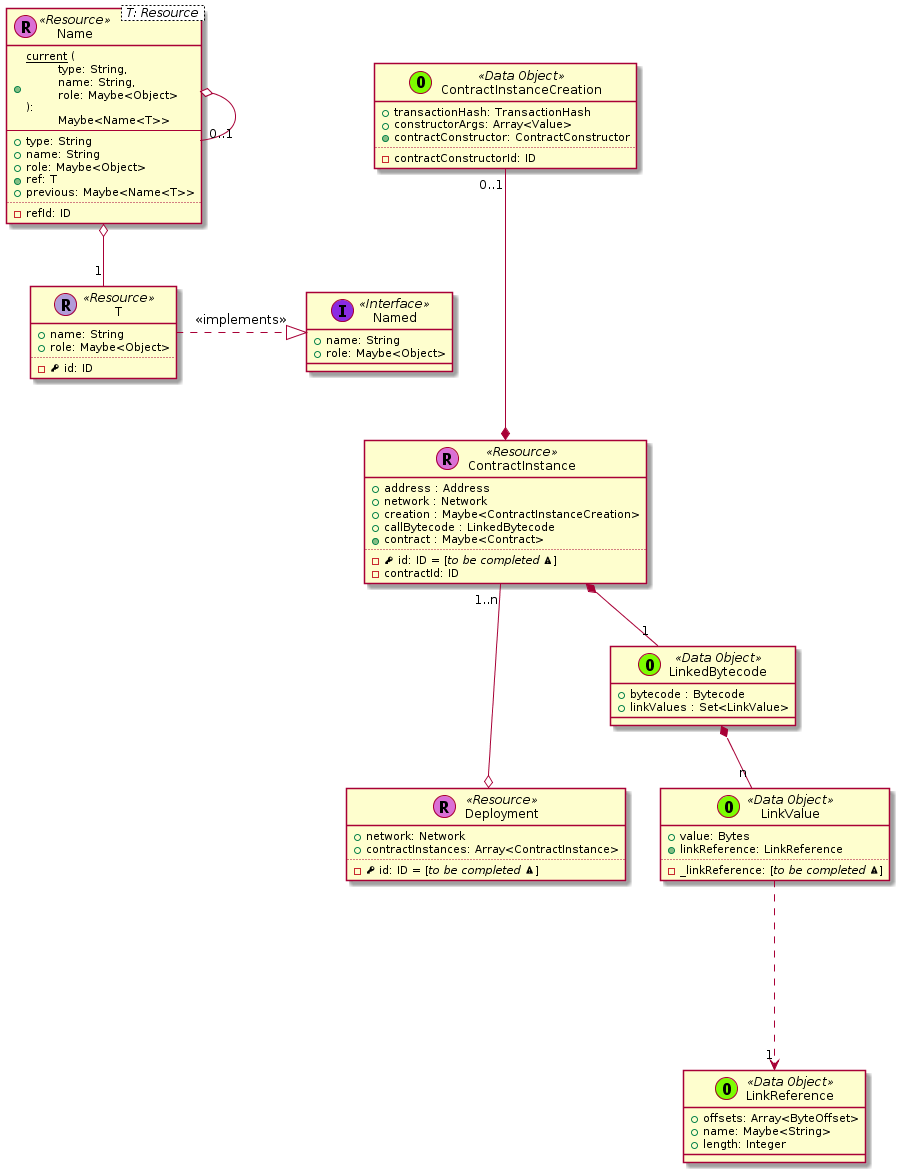 T: Resource
R
«Resource»
Name
current (
type: String,
name: String,
role: Maybe<Object>
):
Maybe<Name<T>>
type: String
name: String
role: Maybe<Object>
ref: T
previous: Maybe<Name<T>>
refId: ID
0..1
1
R
«Resource»
T
name: String
role: Maybe<Object>
id: ID
«implements»
I
«Interface»
Named
name: String
role: Maybe<Object>
O
«Data Object»
ContractInstanceCreation
transactionHash: TransactionHash
constructorArgs: Array<Value>
contractConstructor: ContractConstructor
contractConstructorId: ID
0..1
R
«Resource»
ContractInstance
address : Address
network : Network
creation : Maybe<ContractInstanceCreation>
callBytecode : LinkedBytecode
contract : Maybe<Contract>
id: ID = [to be completed ]
contractId: ID
1..n
1
O
«Data Object»
LinkedBytecode
bytecode : Bytecode
linkValues : Set<LinkValue>
n
R
«Resource»
Deployment
network: Network
contractInstances: Array<ContractInstance>
id: ID = [to be completed ]
O
«Data Object»
LinkValue
value: Bytes
linkReference: LinkReference
_linkReference: [to be completed ]
1
O
«Data Object»
LinkReference
offsets: Array<ByteOffset>
name: Maybe<String>
length: Integer